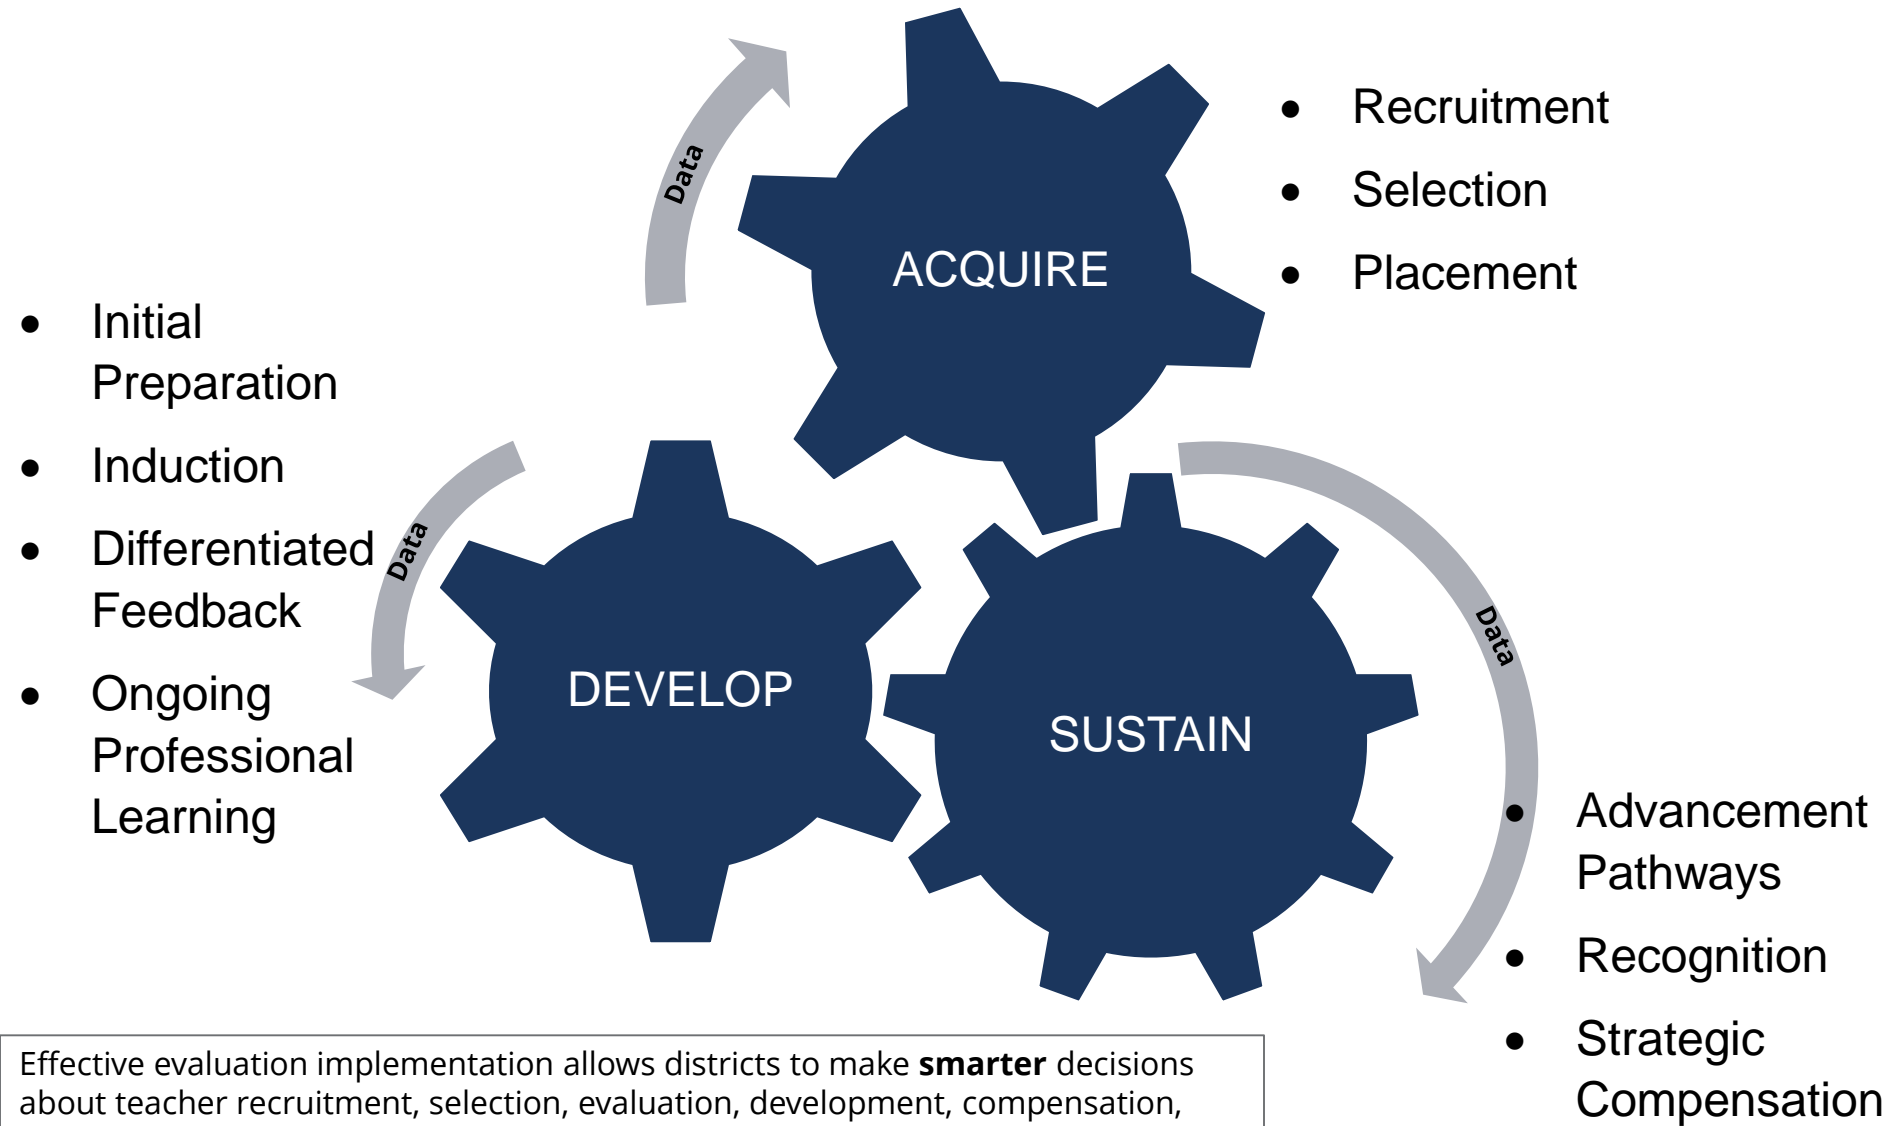 Data
ACQUIRE
• Recruitment
• Selection
• Placement
• Initial
Preparation
• Induction
• Differentiated
Feedback
• Ongoing
Professional
Learning
Data
DEVELOP
SUSTAIN
Data
• Advancement
Pathways
• Recognition
• Strategic
Compensation
Effective evaluation implementation allows districts to make smarter decisions
about teacher recruitment, selection, evaluation, development, compensation,